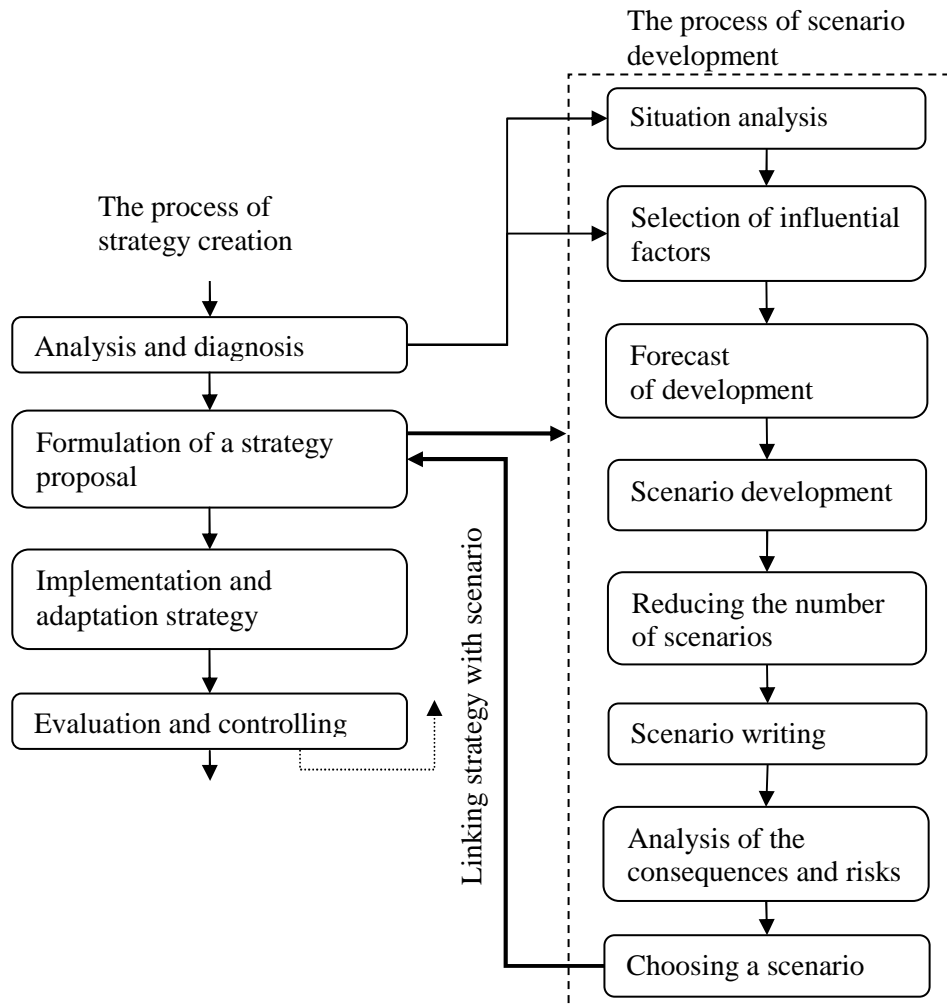 The process of scenario
development
Situation analysis
Selection of influential
factors
Forecast
of development
Scenario development
Reducing the number
of scenarios
Scenario writing
Analysis of the
consequences and risks
Choosing a scenario
The process of
strategy creation
Analysis and diagnosis
Formulation of a strategy
proposal
Implementation and
adaptation strategy
Evaluation and controlling
Linking strategy with scenario